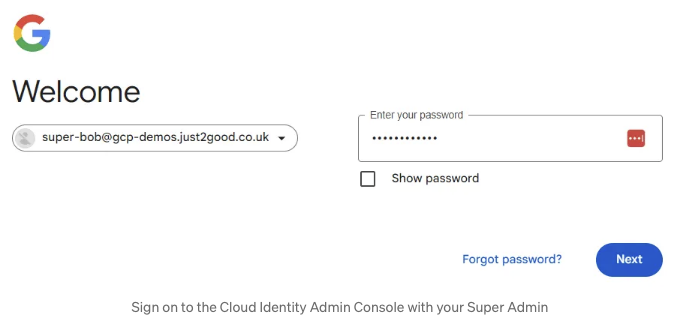 Welcome
super-bob@gcp-demos.just2good.co.uk
Enter your password
••••••••••••
Show password
Forgot password?
Next
Sign on to the Cloud Identity Admin Console with your Super Admin